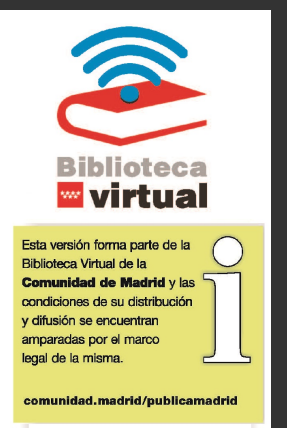 Biblioteca
virtual
Esta versión forma parte de la
Biblioteca Virtual de la
Comunidad de Madrid y las
condiciones de su distribución
y difusión se encuentran
amparadas por el marco
legal de la misma.
comunidad.madrid/publicamadrid
i